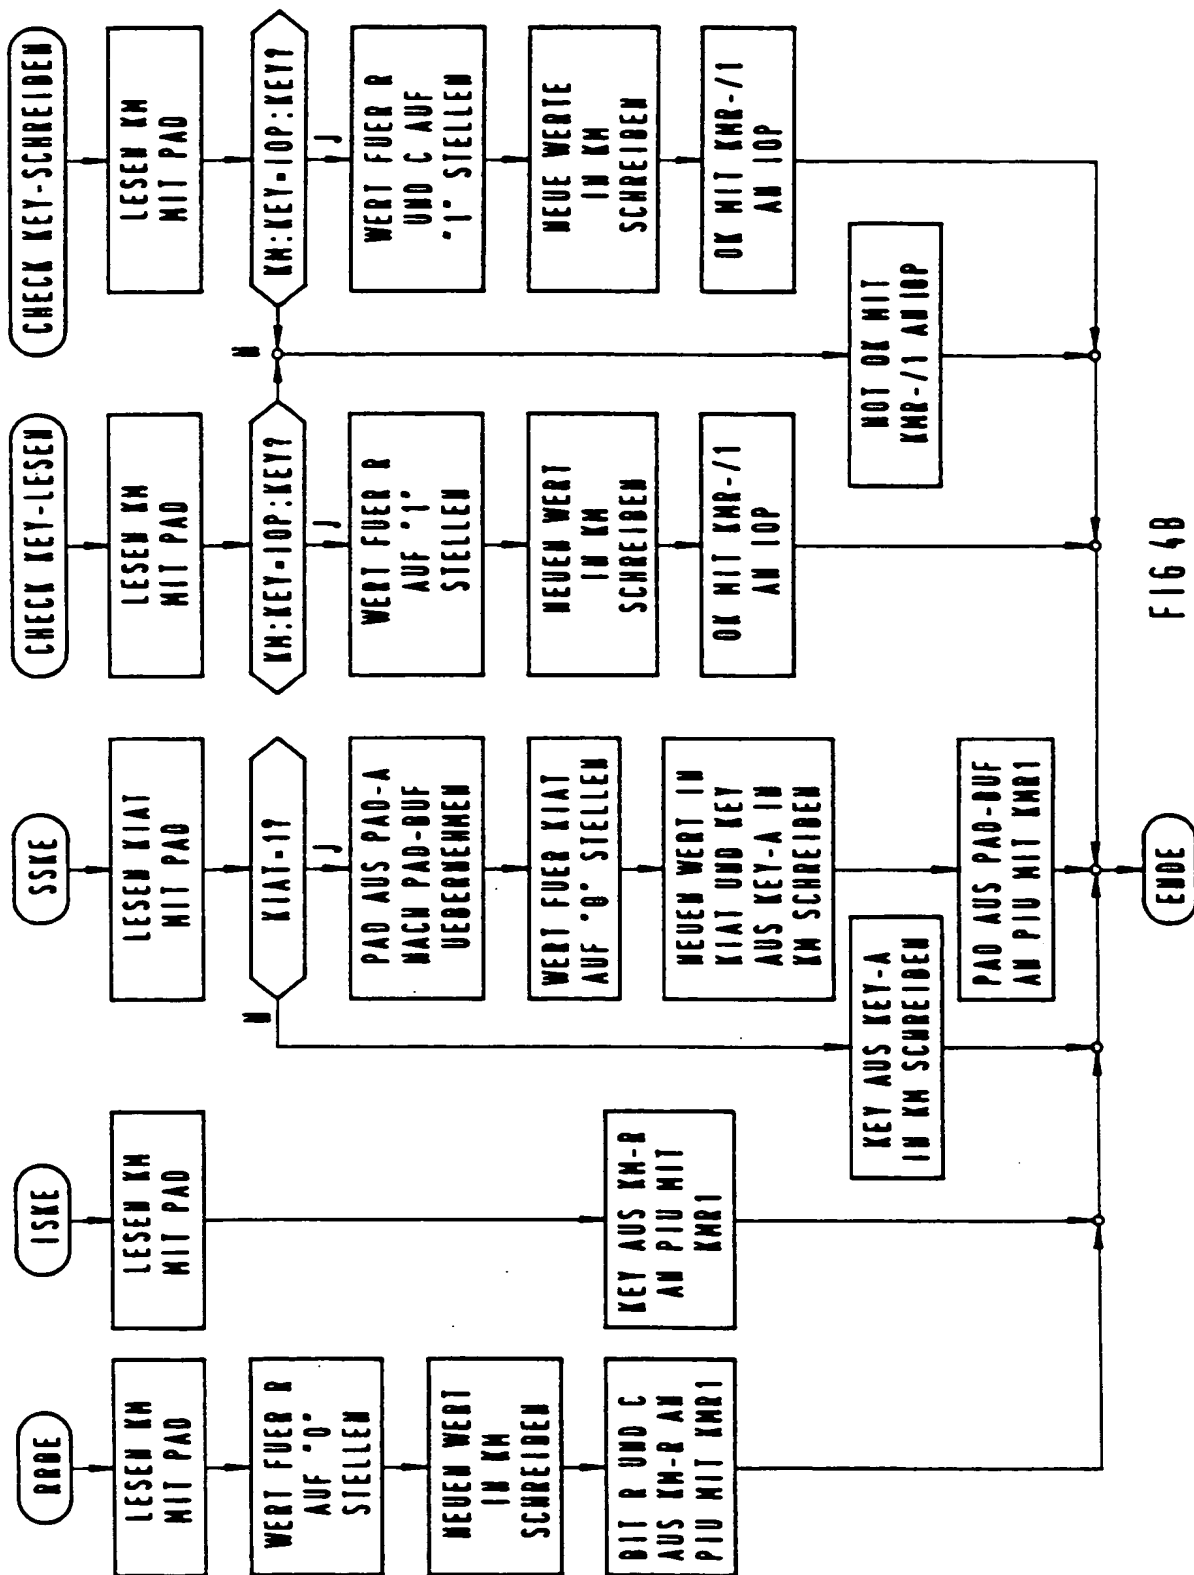 RRBE
LESEN KM
MIT PAD
WERT FUER R
AUF "0"
STELLEN
NEUEN WERT
IN KM
SCHREIBEN
BIT R UND C
AUS KM-R AN
PIU MIT KMR1
ISKE
LESEN KM
MIT PAD
KEY AUS KM-R
AN PIU MIT
KMR1
SSKE
LESEN KIAT
MIT PAD
KIAT=1?
N
J
PAD AUS PAD-A
NACH PAD-BUF
UEBERNEHMEN
WERT FUER KIAT
AUF "0" STELLEN
NEUEN WERT IN
KIAT UND KEY
AUS KEY-A IN
KM SCHREIBEN
KEY AUS KEY-A
IN KM SCHREIBEN
PAD AUS PAD-BUF
AN PIU MIT KMR1
ENDE
CHECK KEY-LESEN
LESEN KM
MIT PAD
KM:KEY=IOP:KEY?
N
J
WERT FUER R
AUF "1"
STELLEN
NEUEN WERT
IN KM
SCHREIBEN
OK MIT KMR-/1
AN IOP
NOT OK MIT
KMR-/1 AN IOP
CHECK KEY-SCHREIBEN
LESEN KM
MIT PAD
KM:KEY=IOP:KEY?
J
WERT FUER R
UND C AUF
"1" STELLEN
NEUE WERTE
IN KM
SCHREIBEN
OK MIT KMR-/1
AN IOP
FIG 4B